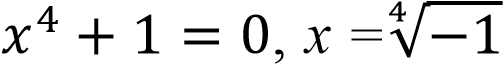 x⁴ + 1 = 0, x = ∜−1